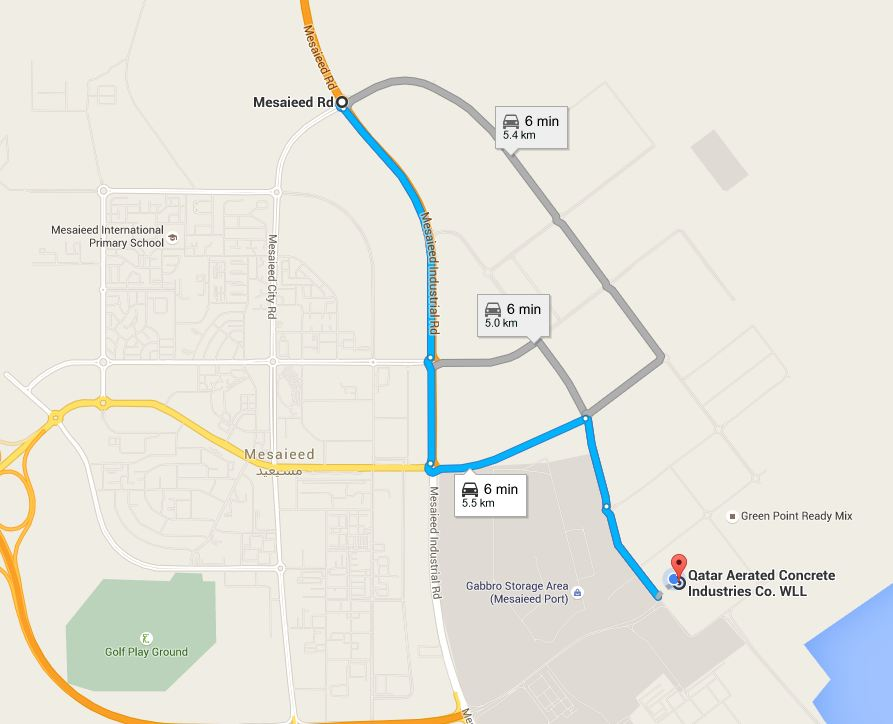 Mesaieed Rd
Mesaieed Rd
6 min
5.4 km
Mesaieed International
Primary School
Mesaieed City Rd
Mesaieed Industrial Rd
6 min
5.0 km
Mesaieed
مسيعيد
6 min
5.5 km
Mesaieed Industrial Rd
Green Point Ready Mix
Qatar Aerated Concrete
Industries Co. WLL
Gabbro Storage Area
(Mesaieed Port)
Golf Play Ground